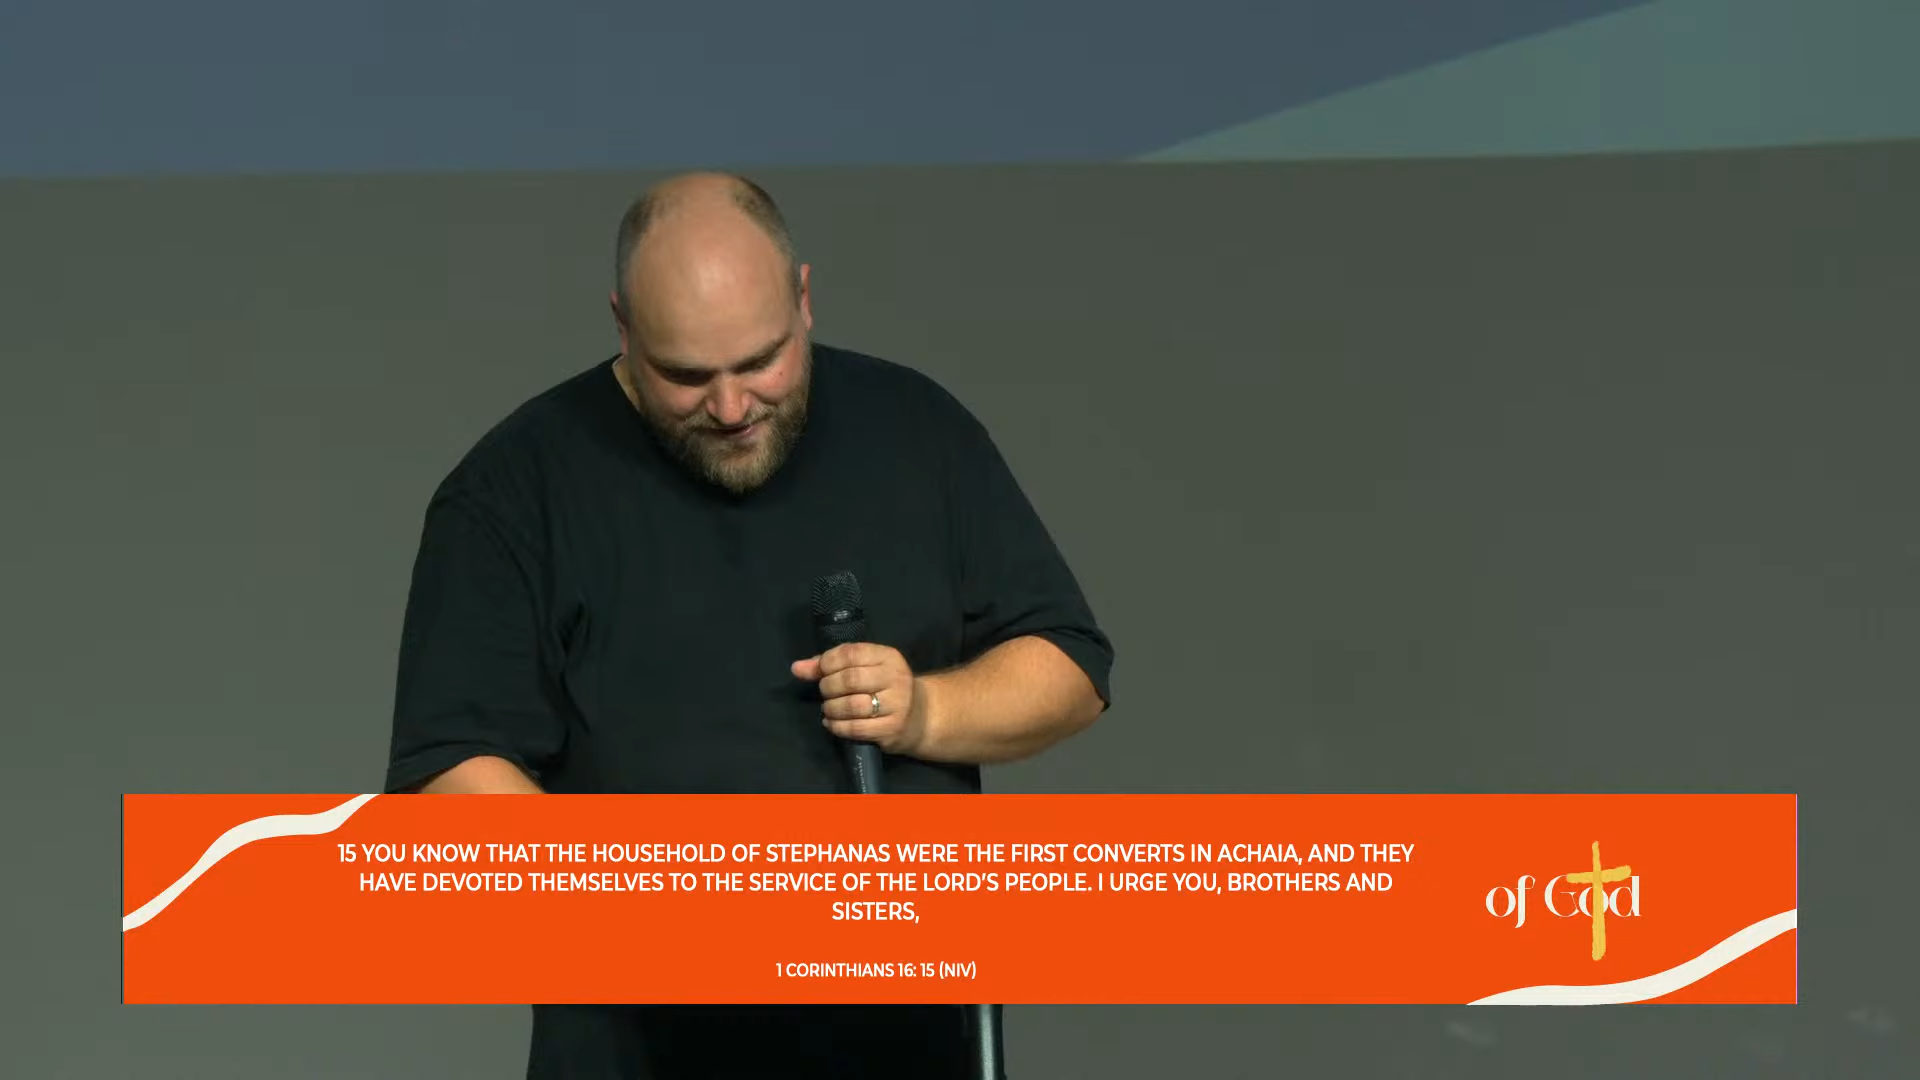 15 YOU KNOW THAT THE HOUSEHOLD OF STEPHANAS WERE THE FIRST CONVERTS IN ACHAIA, AND THEY
HAVE DEVOTED THEMSELVES TO THE SERVICE OF THE LORD’S PEOPLE. I URGE YOU, BROTHERS AND
SISTERS,
1 CORINTHIANS 16: 15 (NIV)
of God